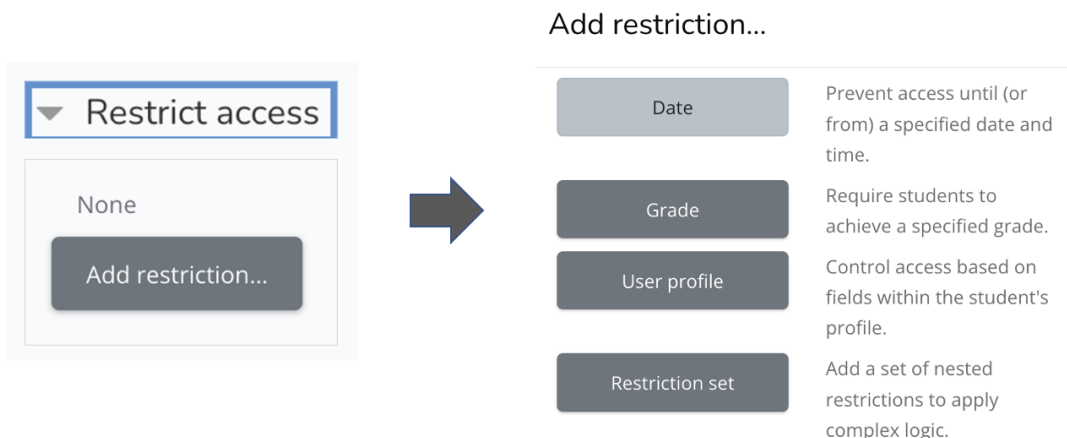 Restrict access
None
Add restriction...
Add restriction...
Date
Prevent access until (or
from) a specified date and
time.
Grade
Require students to
achieve a specified grade.
User profile
Control access based on
fields within the student's
profile.
Restriction set
Add a set of nested
restrictions to apply
complex logic.